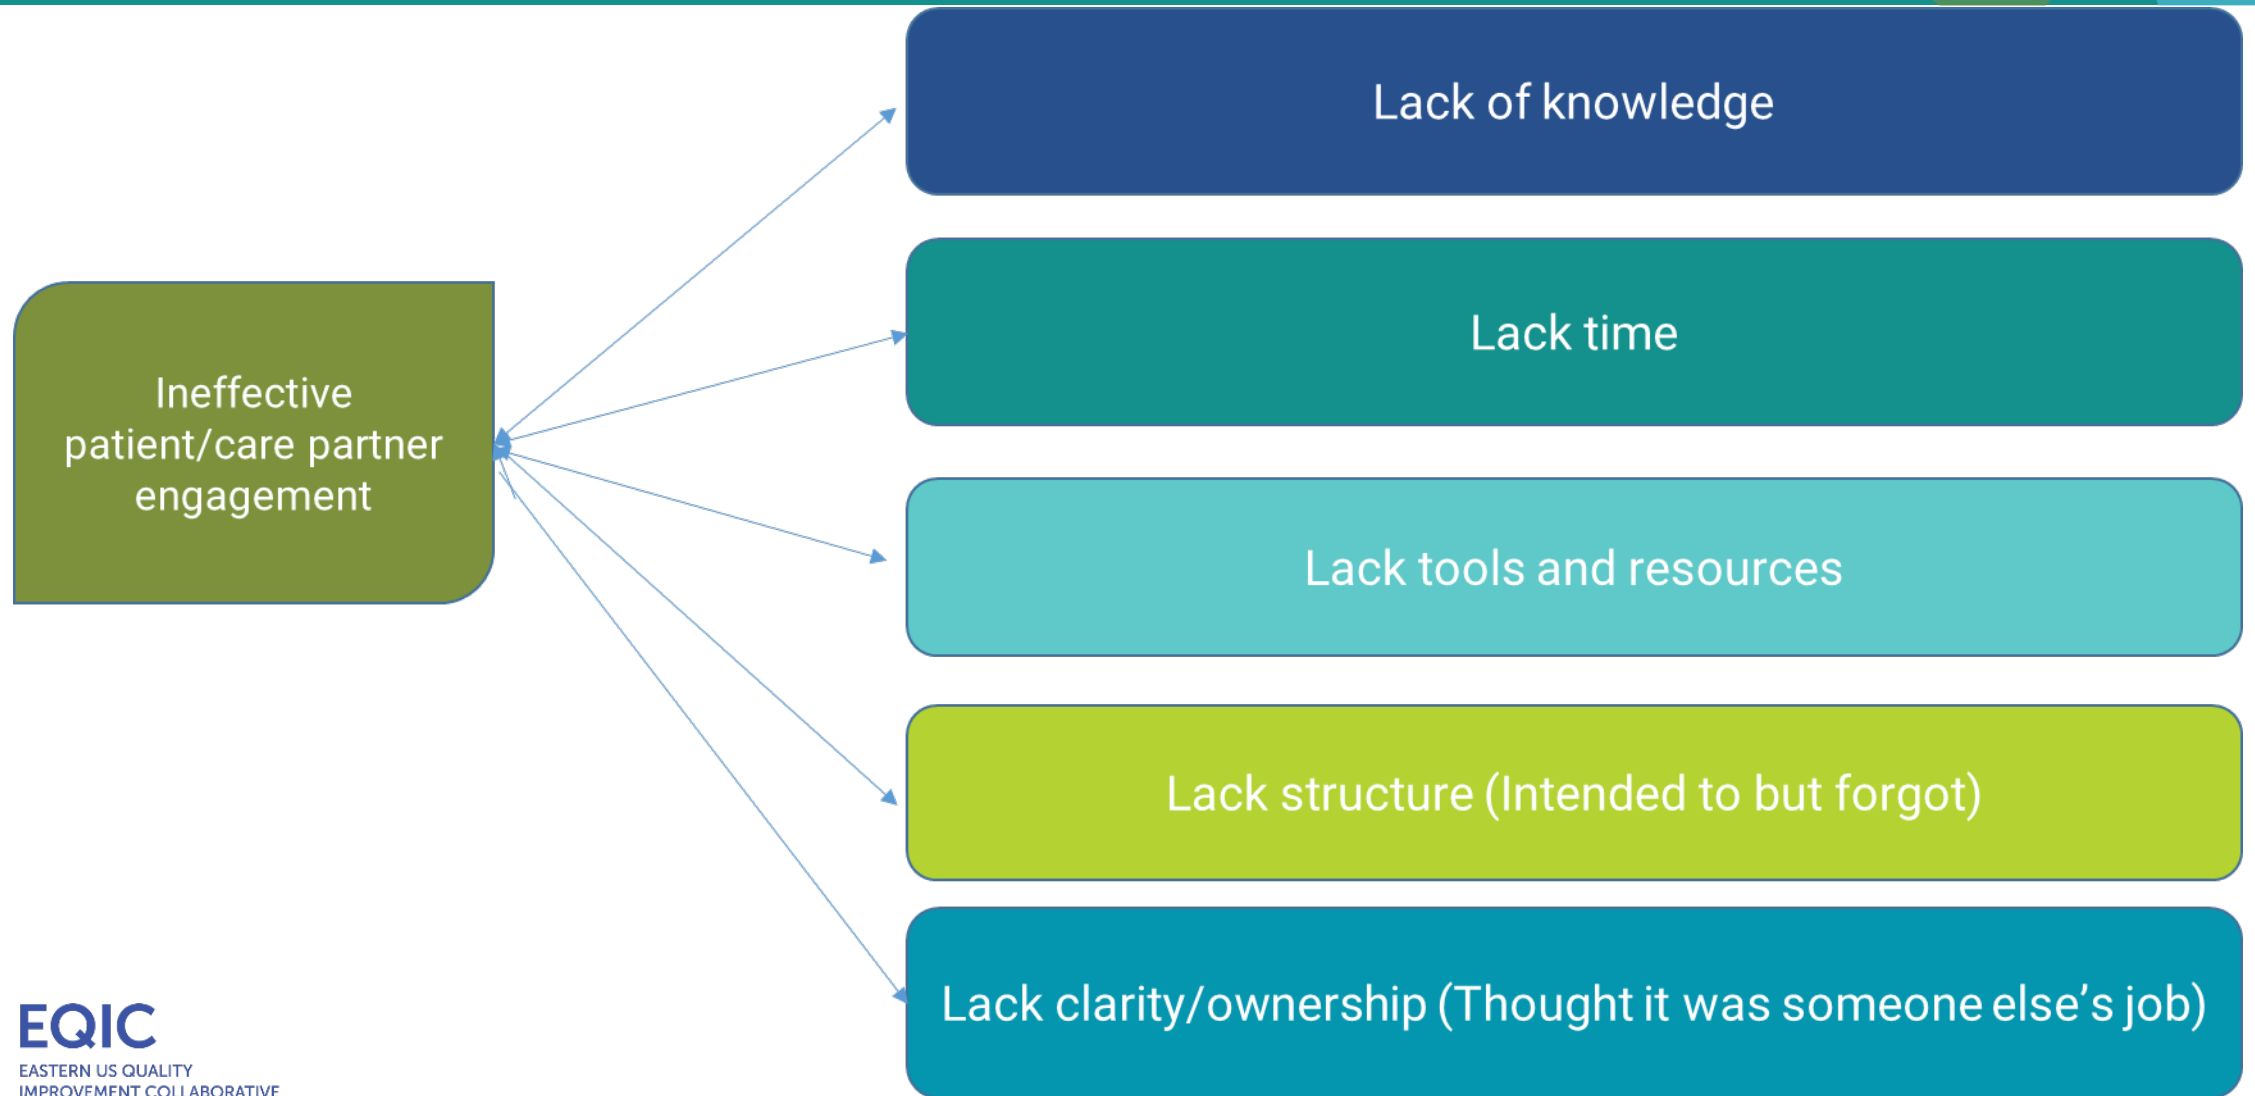 Lack of knowledge
Lack time
Ineffective
patient/care partner
engagement
Lack tools and resources
Lack structure (Intended to but forgot)
Lack clarity/ownership (Thought it was someone else’s job)
EQIC
EASTERN US QUALITY
IMPROVEMENT COLLABORATIVE